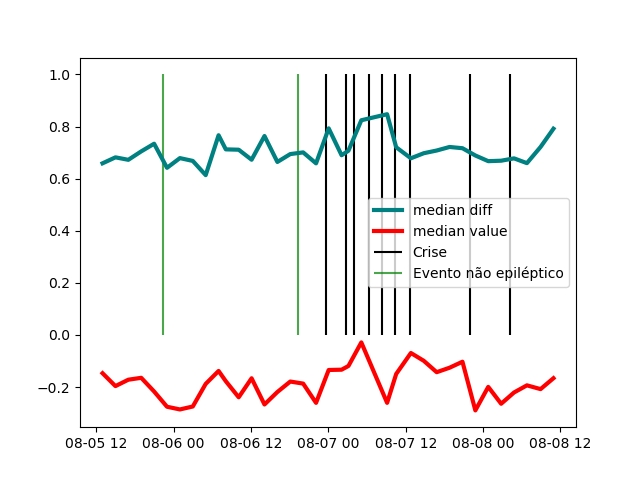 1.0
0.8
0.6
0.4
0.2
0.0
−0.2
median diff
median value
Crise
Evento não epiléptico
08-05 12 08-06 00 08-06 12 08-07 00 08-07 12 08-08 00 08-08 12